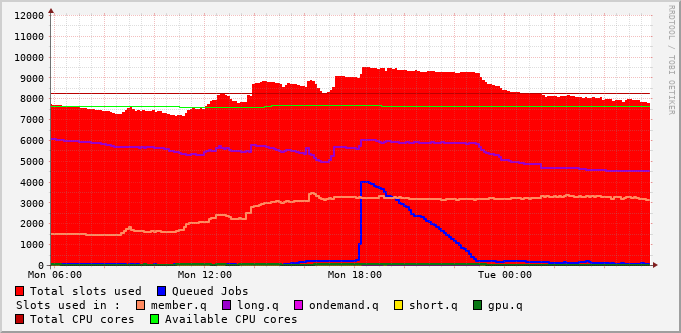 12000
11000
10000
9000
8000
7000
6000
5000
4000
3000
2000
1000
0
Mon 06:00 Mon 12:00 Mon 18:00 Tue 00:00
Total slots used Queued Jobs
Slots used in : member.q long.q ondemand.q short.q gpu.q
Total CPU cores Available CPU cores
RRDTOOL / TOBI OETIKER